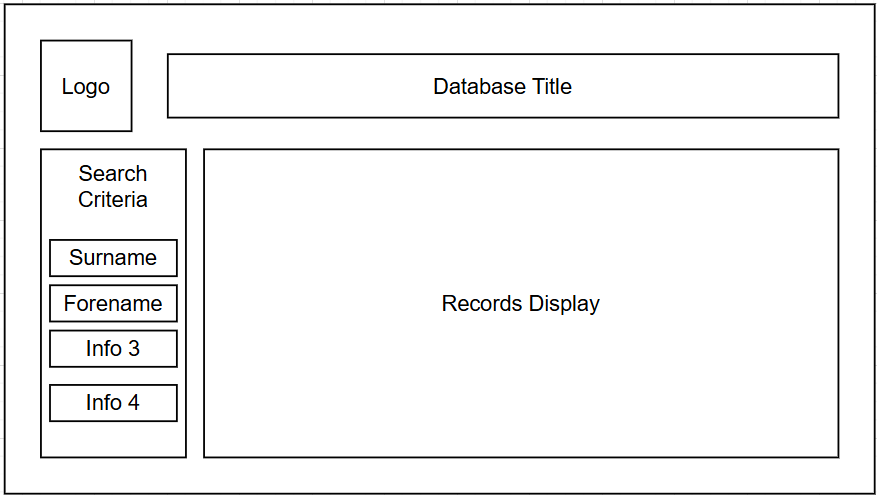 Logo
Database Title
Search
Criteria
Surname
Forename
Info 3
Info 4
Records Display